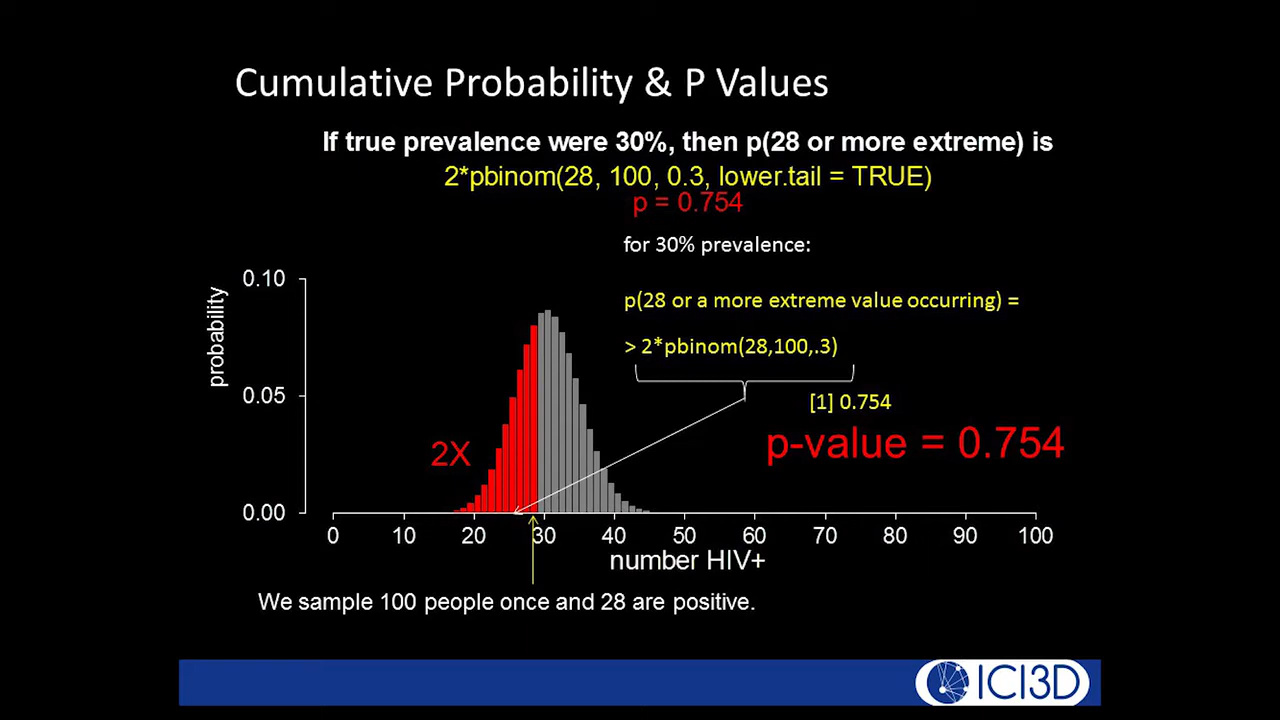 Cumulative Probability & P Values
If true prevalence were 30%, then p(28 or more extreme) is
2*pbinom(28, 100, 0.3, lower.tail = TRUE)
p = 0.754
for 30% prevalence:
p(28 or a more extreme value occurring) =
> 2*pbinom(28,100,.3)
[1] 0.754
p-value = 0.754
2X
probability
0.10
0.05
0.00
0 10 20 30 40 50 60 70 80 90 100
number HIV+
We sample 100 people once and 28 are positive.
ICI3D